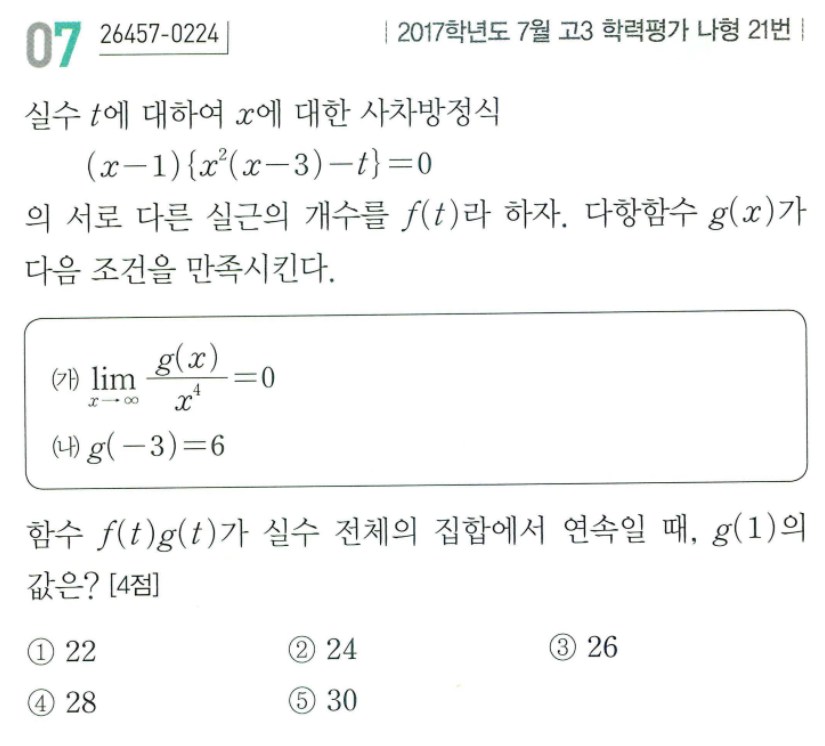 07 26457-0224 | 2017학년도 7월 고3 학력평가 나형 21번 |
실수 t에 대하여 x에 대한 사차방정식
(x-1){x²(x-3)-t}=0
의 서로 다른 실근의 개수를 f(t)라 하자. 다항함수 g(x)가
다음 조건을 만족시킨다.
㈎ lim x→∞ g(x)/x⁴ =0
㈏ g(-3)=6
함수 f(t)g(t)가 실수 전체의 집합에서 연속일 때, g(1)의
값은? [4점]
① 22 ② 24 ③ 26
④ 28 ⑤ 30